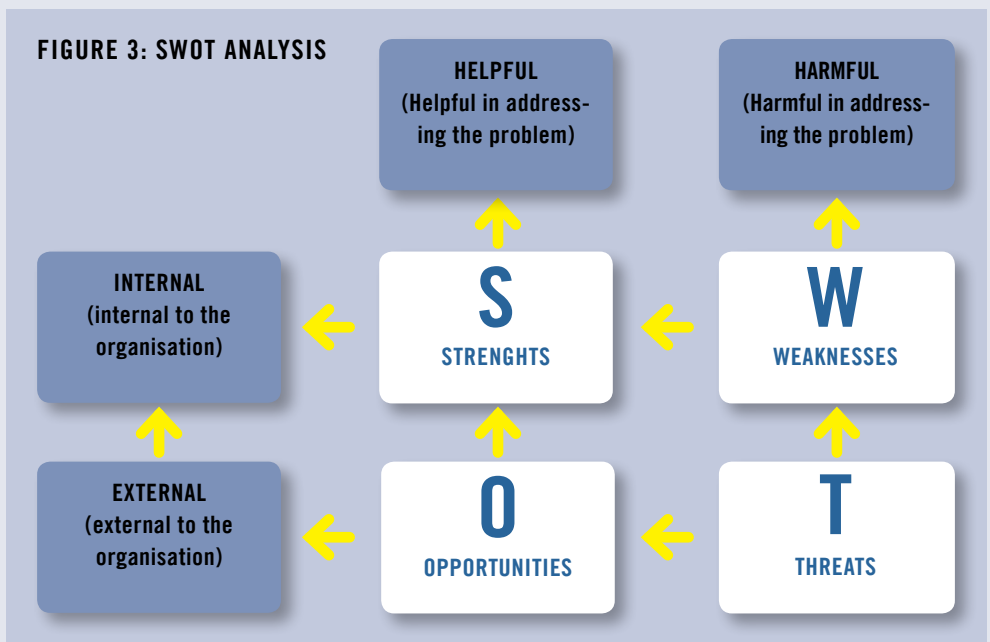 FIGURE 3: SWOT ANALYSIS
HELPFUL
(Helpful in address-
ing the problem)
HARMFUL
(Harmful in address-
ing the problem)
INTERNAL
(internal to the
organisation)
S
STRENGHTS
W
WEAKNESSES
EXTERNAL
(external to the
organisation)
O
OPPORTUNITIES
T
THREATS